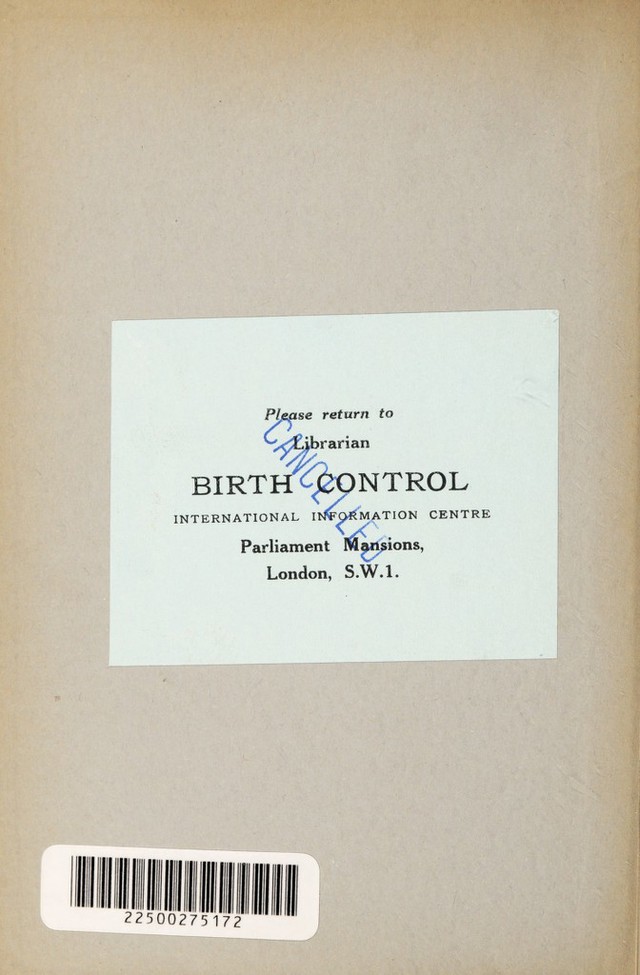 Please return to
Librarian
BIRTH CONTROL
INTERNATIONAL INFORMATION CENTRE
Parliament Mansions,
London, S.W.1.
CANCELLED
22500275172